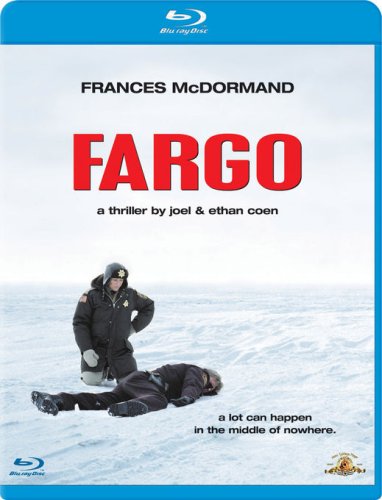 Blu-ray Disc
FRANCES McDORMAND
FARGO
a thriller by joel & ethan coen
a lot can happen
in the middle of nowhere.
Blu-ray Disc